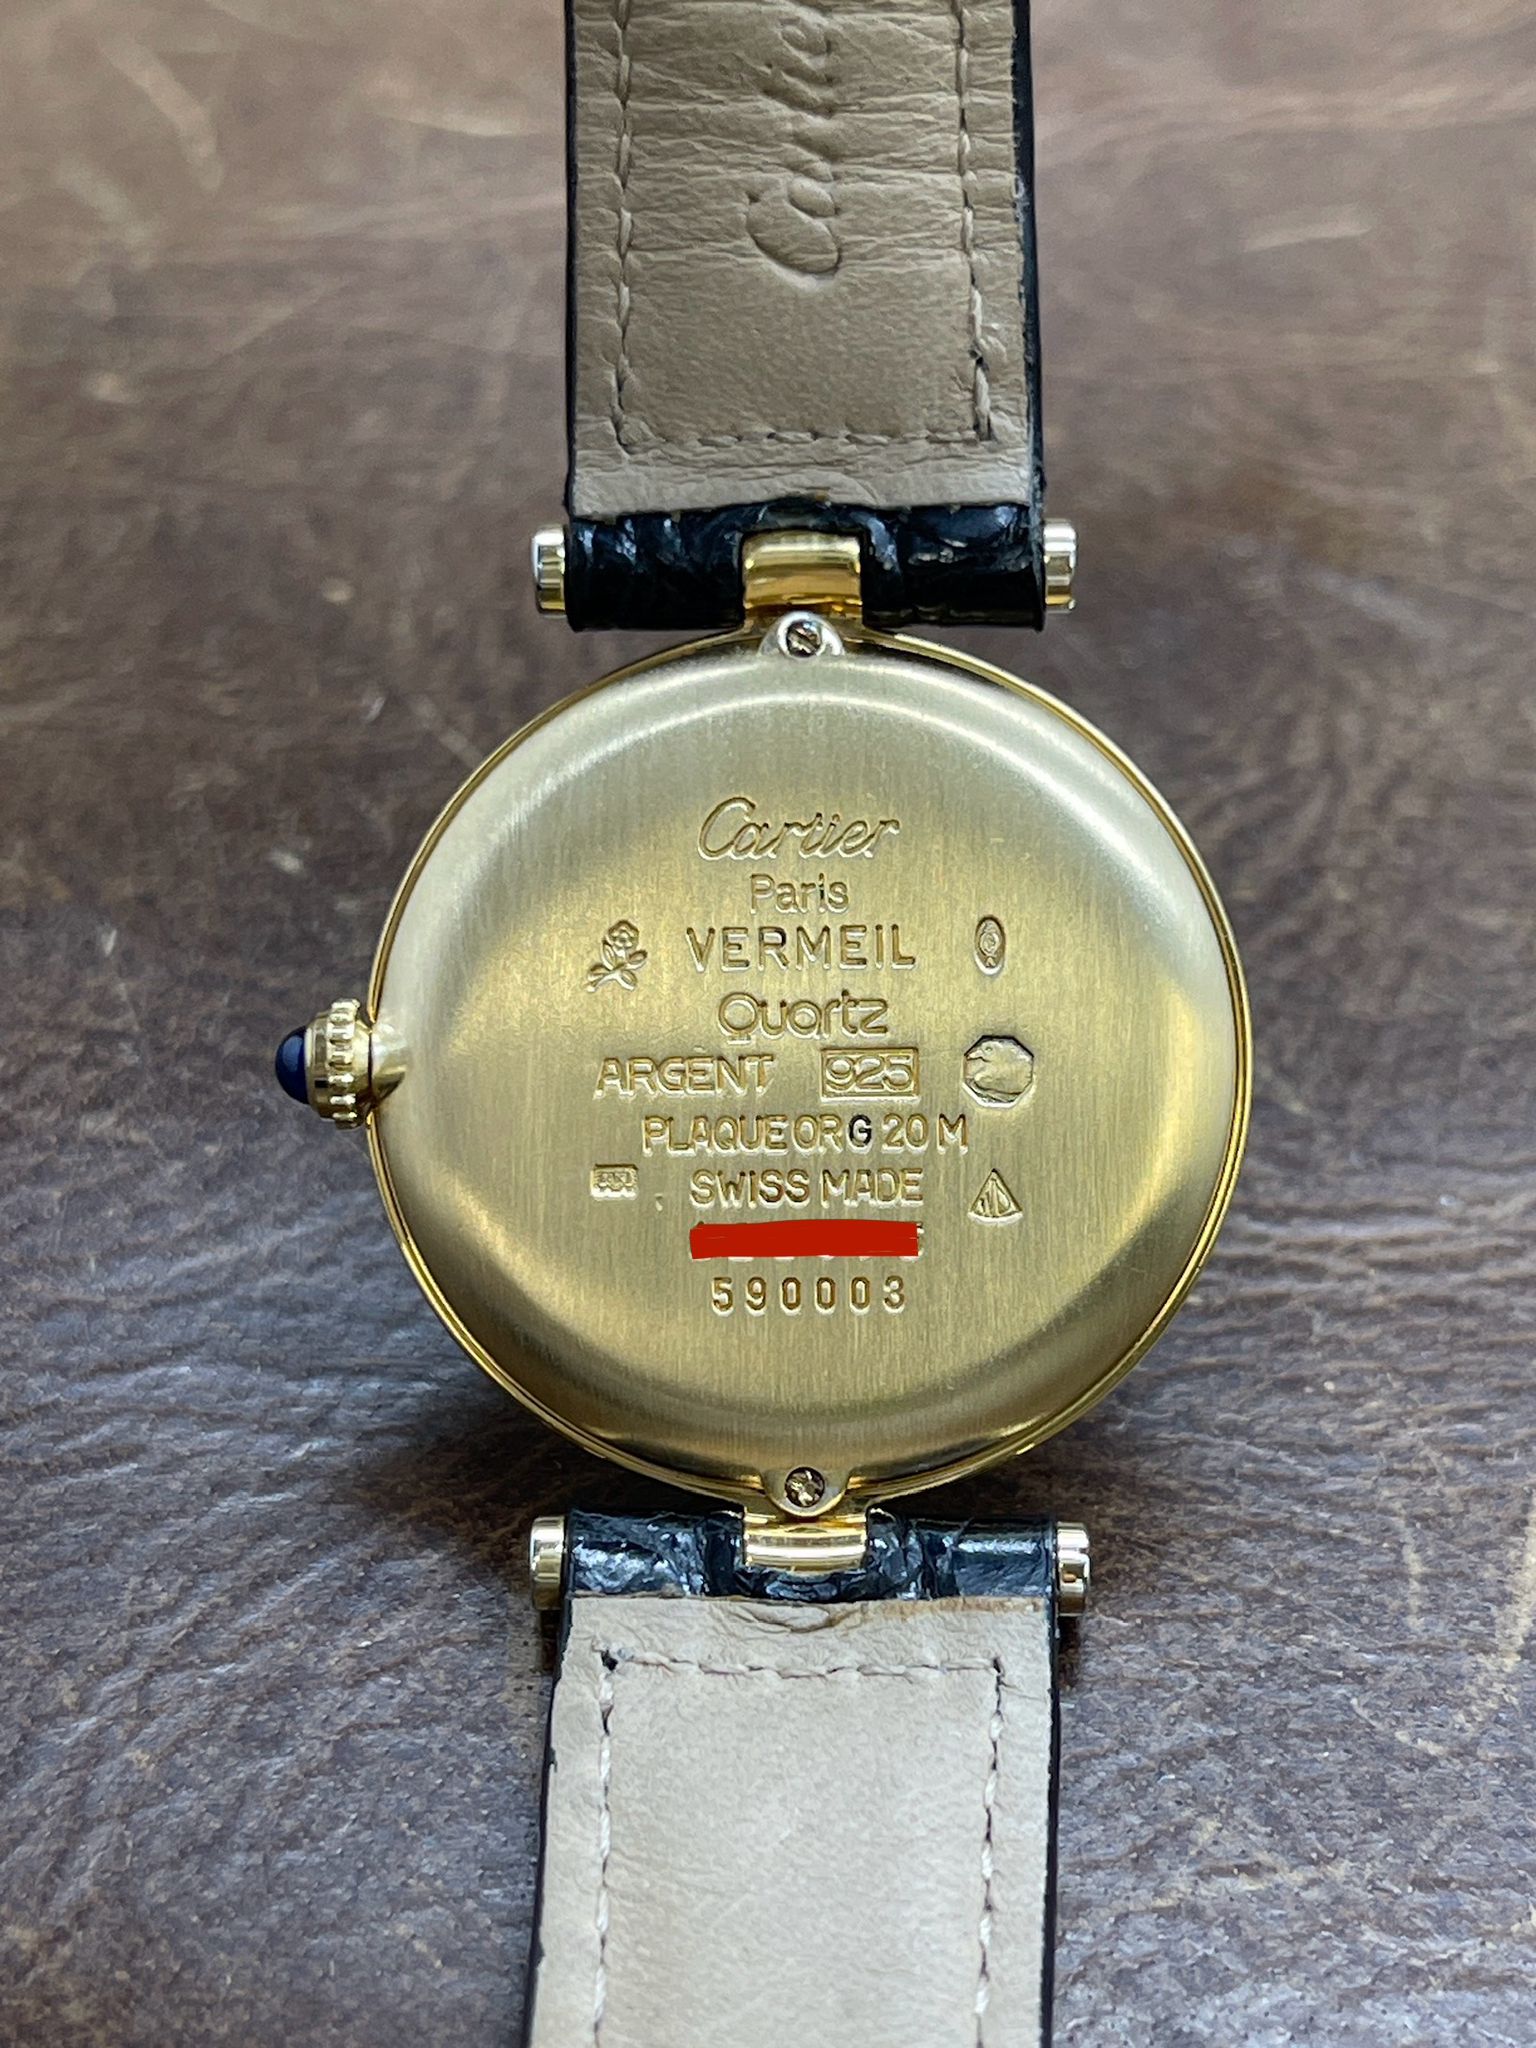 Cartier
Paris
VERMEIL
Quartz
ARGENT 925
PLAQUE OR G 20 M
SWISS MADE
590003